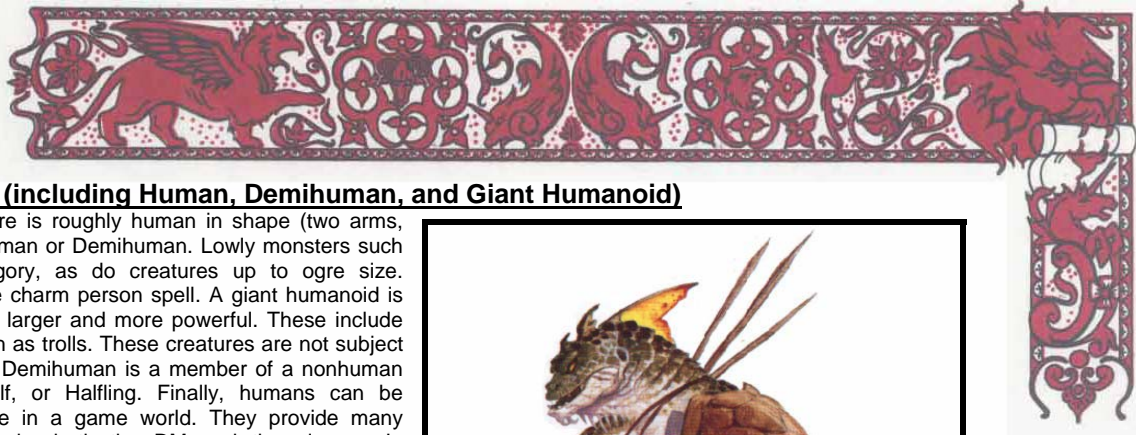 (including Human, Demihuman, and Giant Humanoid)
re is roughly human in shape (two arms,
man or Demihuman. Lowly monsters such
gory, as do creatures up to ogre size.
e charm person spell. A giant humanoid is
larger and more powerful. These include
h as trolls. These creatures are not subject
Demihuman is a member of a nonhuman
lf, or Halfling. Finally, humans can be
e in a game world. They provide many